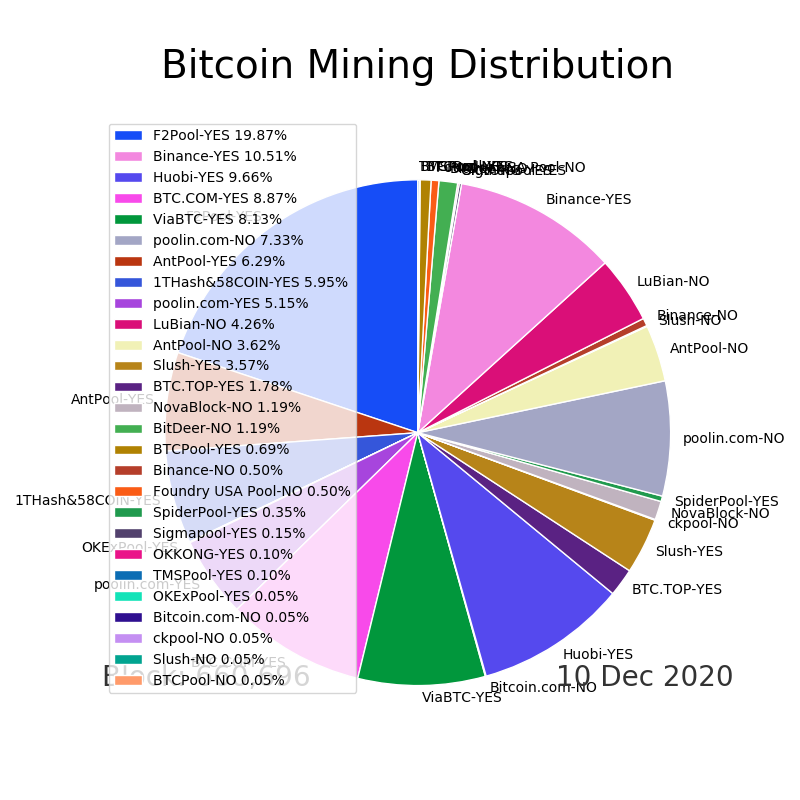 Bitcoin Mining Distribution
F2Pool-YES 19.87%
Binance-YES 10.51%
Huobi-YES 9.66%
BTC.COM-YES 8.87%
ViaBTC-YES 8.13%
poolin.com-NO 7.33%
AntPool-YES 6.29%
1THash&58COIN-YES 5.95%
poolin.com-YES 5.15%
LuBian-NO 4.26%
AntPool-NO 3.62%
Slush-YES 3.57%
BTC.TOP-YES 1.78%
NovaBlock-NO 1.19%
BitDeer-NO 1.19%
BTCPool-YES 0.69%
Binance-NO 0.50%
Foundry USA Pool-NO 0.50%
SpiderPool-YES 0.35%
Sigmapool-YES 0.15%
OKKONG-YES 0.10%
TMSPool-YES 0.10%
OKExPool-YES 0.05%
Bitcoin.com-NO 0.05%
ckpool-NO 0.05%
Slush-NO 0.05%
BTCPool-NO 0.05%
Sigmapool-YES
Binance-YES
LuBian-NO
Binance-NO
Slush-NO
AntPool-NO
poolin.com-NO
SpiderPool-YES
NovaBlock-NO
ckpool-NO
Slush-YES
BTC.TOP-YES
Huobi-YES
Bitcoin.com-NO
ViaBTC-YES
poolin.com-YES
OKExPool-YES
1THash&58COIN-YES
AntPool-YES
F2Pool-YES
Block: 660,696
10 Dec 2020